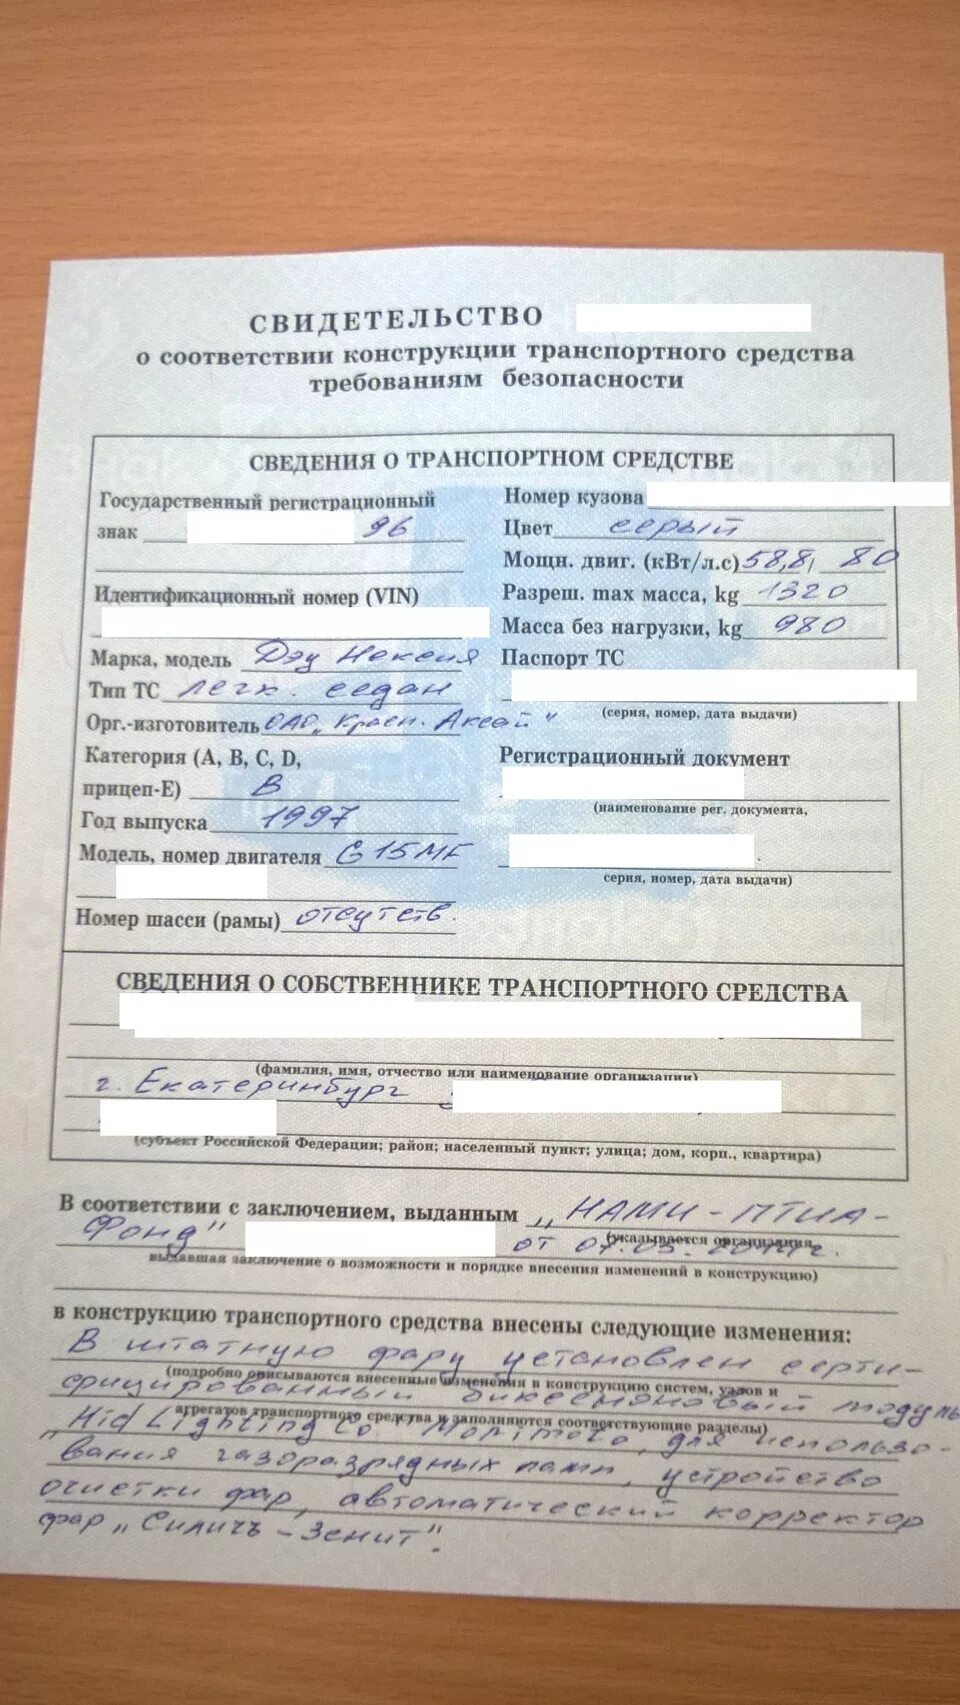 СВИДЕТЕЛЬСТВО
о соответствии конструкции транспортного средства
требованиям безопасности
СВЕДЕНИЯ О ТРАНСПОРТНОМ СРЕДСТВЕ
Государственный регистрационный
знак 96
Идентификационный номер (VIN)
Марка, модель Дэу Нексия
Тип ТС легк. седан
Орг.-изготовитель ОАО „Красн. Аксай"
Категория (А, В, С, D,
прицеп-Е) В
Год выпуска 1997
Модель, номер двигателя G15MF
Номер шасси (рамы) отсутств.
Номер кузова
Цвет серый
Мощн. двиг. (кВт/л.с) 58,8, 80
Разреш. max масса, kg 1320
Масса без нагрузки, kg 980
Паспорт ТС
(серия, номер, дата выдачи)
Регистрационный документ
(наименование рег. документа,
серия, номер, дата выдачи)
СВЕДЕНИЯ О СОБСТВЕННИКЕ ТРАНСПОРТНОГО СРЕДСТВА
(фамилия, имя, отчество или наименование организации)
г. Екатеринбург
(субъект Российской Федерации; район; населенный пункт; улица; дом, корп., квартира)
В соответствии с заключением, выданным „НАМИ-ПТИА-
(указывается организация,
Фонд" от
выдавшая заключение о возможности и порядке внесения изменений в конструкцию)
в конструкцию транспортного средства внесены следующие изменения:
В штатную фару установлен серти-
(подробно описываются внесенные изменения в конструкцию систем, узлов и
фицированный биксеноновый модуль
агрегатов транспортного средства и заполняются соответствующие разделы)
„Hid Lighting Co" Morimoto, для использо-
вания газоразрядных ламп, устройство
очистки фар, автоматический корректор
фар „Силичъ-Зенит".